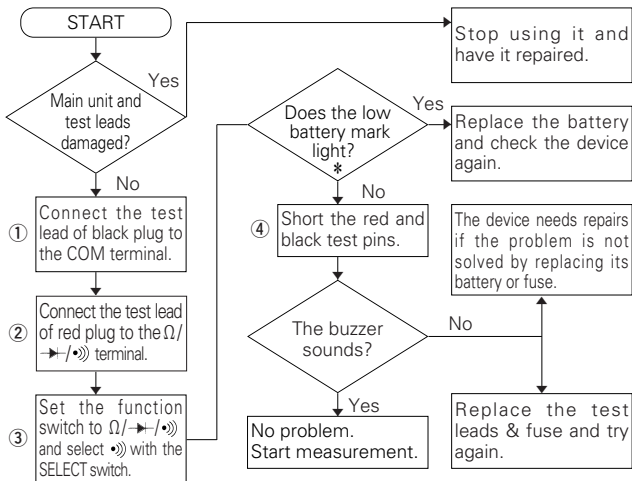 START
Main unit and
test leads
damaged?
Yes
No
Stop using it and
have it repaired.
① Connect the test
lead of black plug to
the COM terminal.
② Connect the test lead
of red plug to the Ω/
/•))) terminal.
③ Set the function
switch to Ω/ /•)))
and select •))) with the
SELECT switch.
Does the low
battery mark
light?
*
Yes
No
Replace the battery
and check the device
again.
④ Short the red and
black test pins.
The buzzer
sounds?
No
Yes
The device needs repairs
if the problem is not
solved by replacing its
battery or fuse.
Replace the test
leads & fuse and try
again.
No problem.
Start measurement.